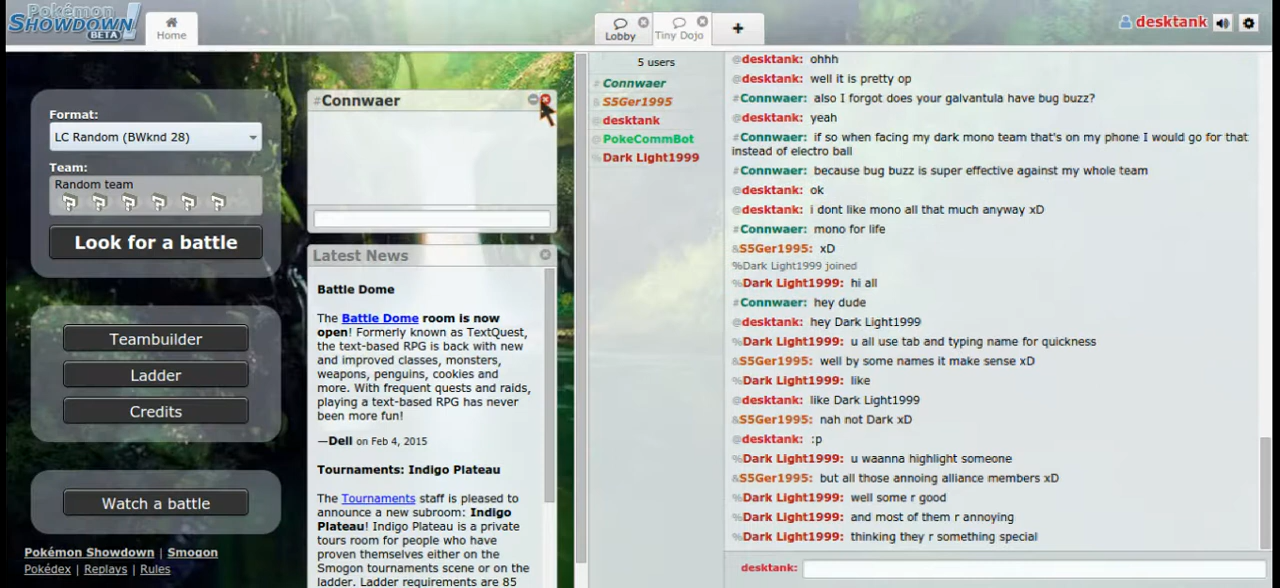 Pokémon
SHOWDOWN!
BETA
Home
Lobby
Tiny Dojo
+
desktank
Format:
LC Random (BWknd 28)
Team:
Random team
Look for a battle
Teambuilder
Ladder
Credits
Watch a battle
Pokémon Showdown | Smogon
Pokédex | Replays | Rules
#Connwaer
Latest News
Battle Dome
The Battle Dome room is now
open! Formerly known as TextQuest,
the text-based RPG is back with new
and improved classes, monsters,
weapons, penguins, cookies and
more. With frequent quests and raids,
playing a text-based RPG has never
been more fun!
—Dell on Feb 4, 2015
Tournaments: Indigo Plateau
The Tournaments staff is pleased to
announce a new subroom: Indigo
Plateau! Indigo Plateau is a private
tours room for people who have
proven themselves either on the
Smogon tournaments scene or on the
ladder. Ladder requirements are 85
5 users
#Connwaer
&S5Ger1995
@desktank
@PokeCommBot
%Dark Light1999
@desktank: ohhh
@desktank: well it is pretty op
#Connwaer: also I forgot does your galvantula have bug buzz?
@desktank: yeah
#Connwaer: if so when facing my dark mono team that's on my phone I would go for that
instead of electro ball
#Connwaer: because bug buzz is super effective against my whole team
@desktank: ok
@desktank: i dont like mono all that much anyway xD
#Connwaer: mono for life
&S5Ger1995: xD
%Dark Light1999 joined
%Dark Light1999: hi all
#Connwaer: hey dude
@desktank: hey Dark Light1999
%Dark Light1999: u all use tab and typing name for quickness
&S5Ger1995: well by some names it make sense xD
%Dark Light1999: like
@desktank: like Dark Light1999
&S5Ger1995: nah not Dark xD
@desktank: :p
%Dark Light1999: u waanna highlight someone
&S5Ger1995: but all those annoying alliance members xD
%Dark Light1999: well some r good
%Dark Light1999: and most of them r annoying
%Dark Light1999: thinking they r something special
desktank: